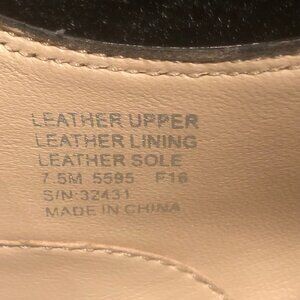 LEATHER UPPER
LEATHER LINING
LEATHER SOLE
7.5M 5595 F16
S/N:32431
MADE IN CHINA